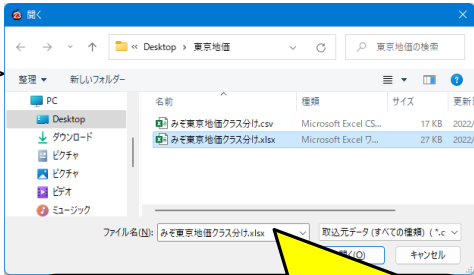 開く
« Desktop › 東京地価
東京地価の検索
整理
新しいフォルダー
PC
Desktop
ダウンロード
ピクチャ
ピクチャ
ビデオ
ミュージック
名前 種類 サイズ 更新日
みぞ東京地価クラス分け.csv Microsoft Excel CS... 17 KB 2022/
みぞ東京地価クラス分け.xlsx Microsoft Excel ワ... 27 KB 2022/
ファイル名(N): みぞ東京地価クラス分け.xlsx
取込元データ (すべての種類) ( *.c
(O)
キャンセル